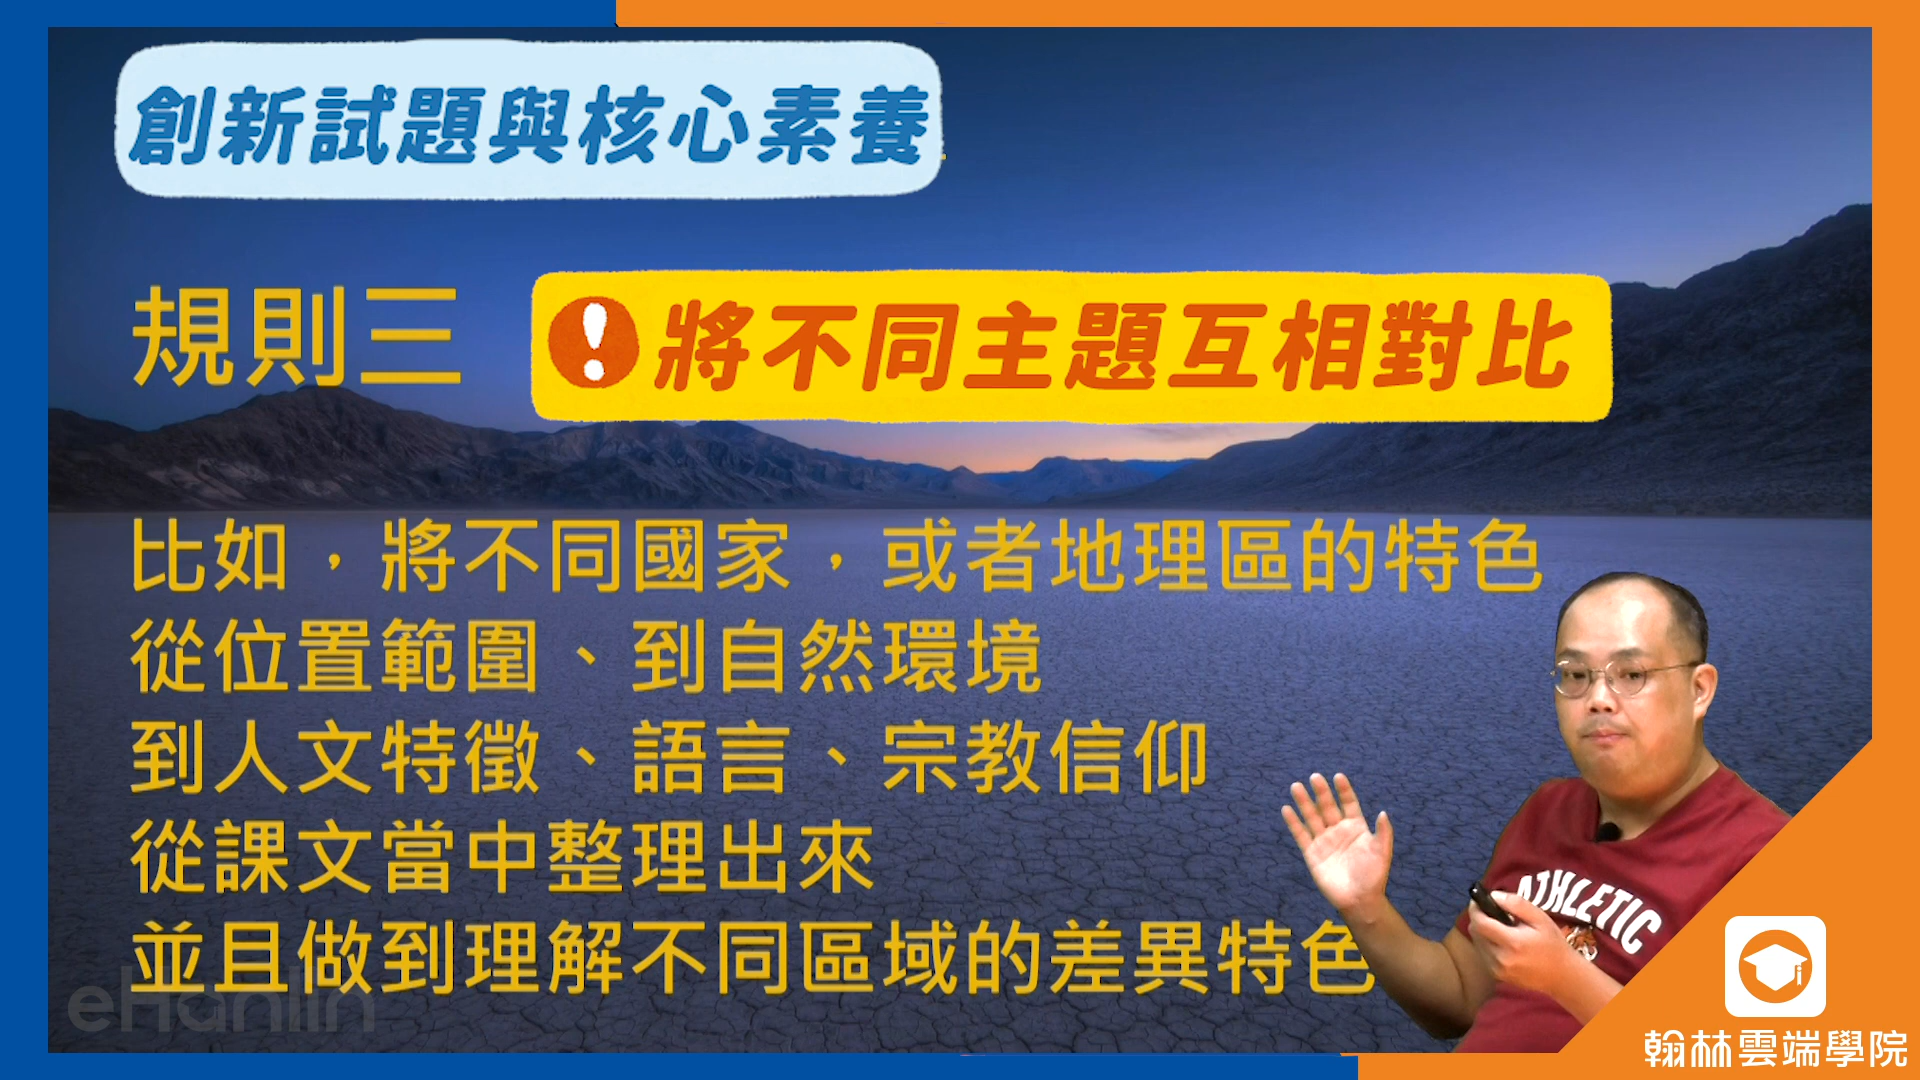 創新試題與核心素養
規則三
將不同主題互相對比
比如，將不同國家，或者地理區的特色
從位置範圍、到自然環境
到人文特徵、語言、宗教信仰
從課文當中整理出來
並且做到理解不同區域的差異特色
ATHLETIC
eHanlin
翰林雲端學院